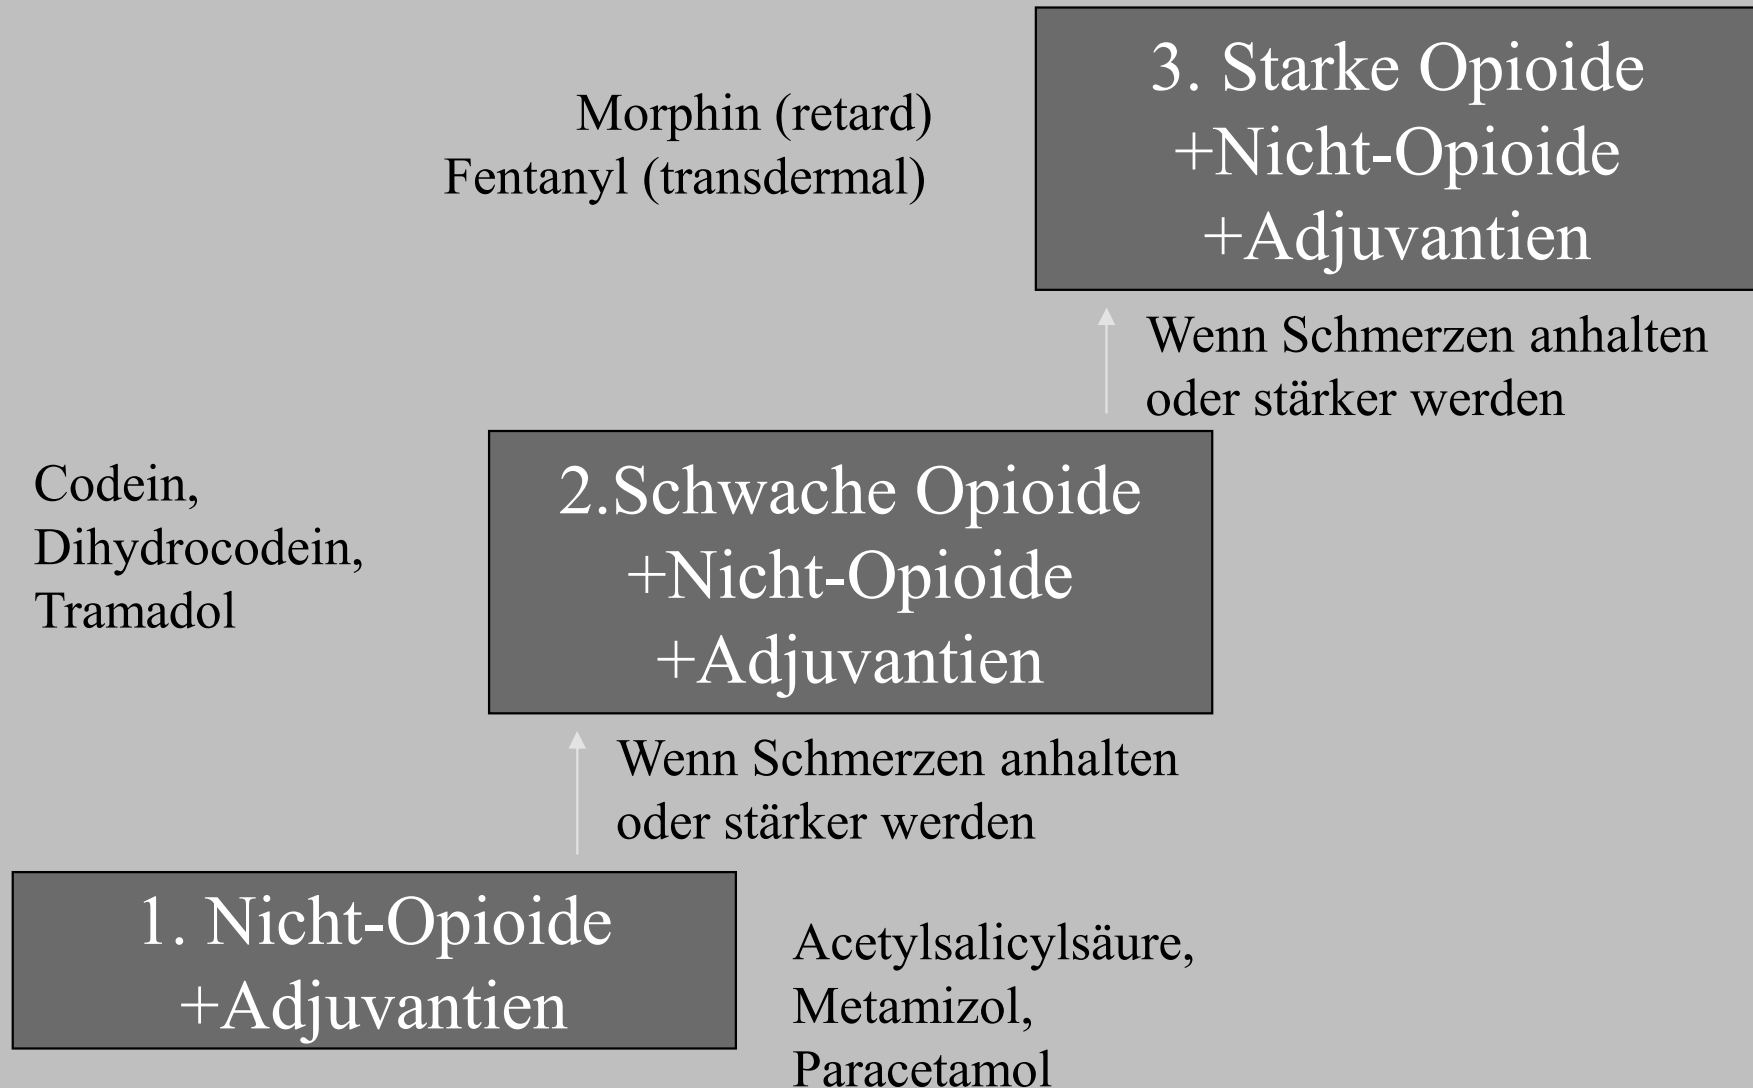 3. Starke Opioide
+Nicht-Opioide
+Adjuvantien
Morphin (retard)
Fentanyl (transdermal)
Wenn Schmerzen anhalten
oder stärker werden
2.Schwache Opioide
+Nicht-Opioide
+Adjuvantien
Codein,
Dihydrocodein,
Tramadol
Wenn Schmerzen anhalten
oder stärker werden
1. Nicht-Opioide
+Adjuvantien
Acetylsalicylsäure,
Metamizol,
Paracetamol